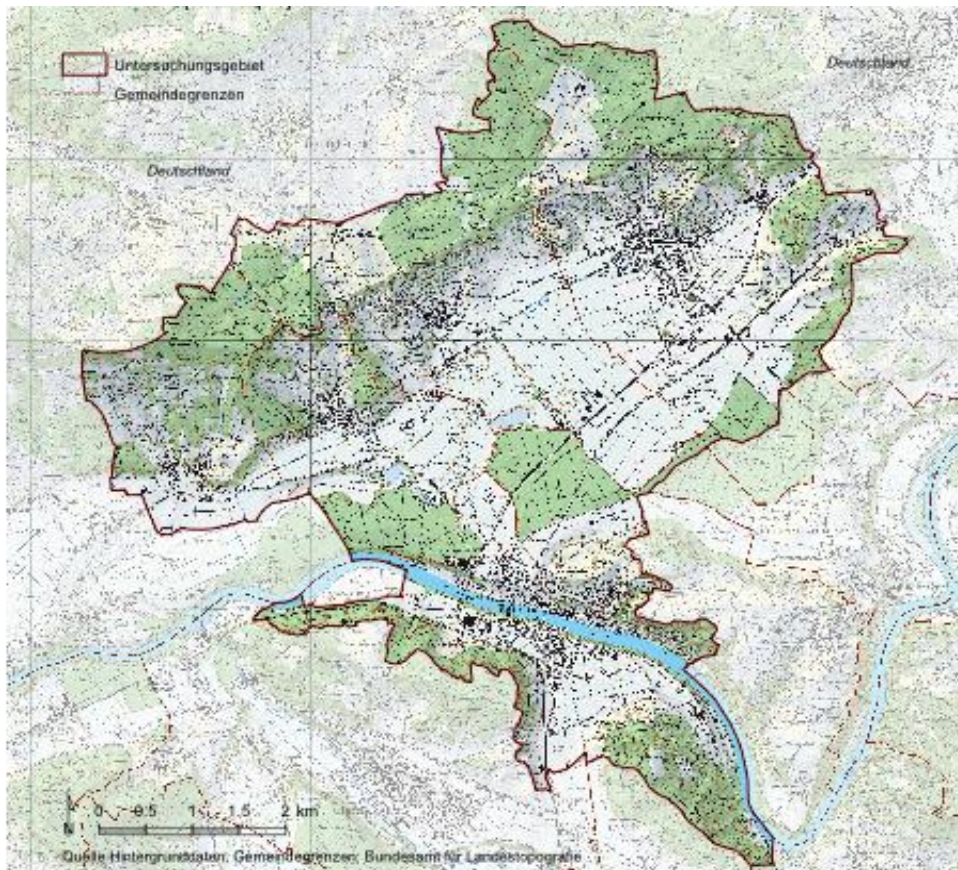 Untersuchungsgebiet
Gemeindegrenzen
Deutschland
Deutschland
0 0.5 1 1.5 2 km
N
Quelle Hintergrunddaten, Gemeindegrenzen: Bundesamt für Landestopografie